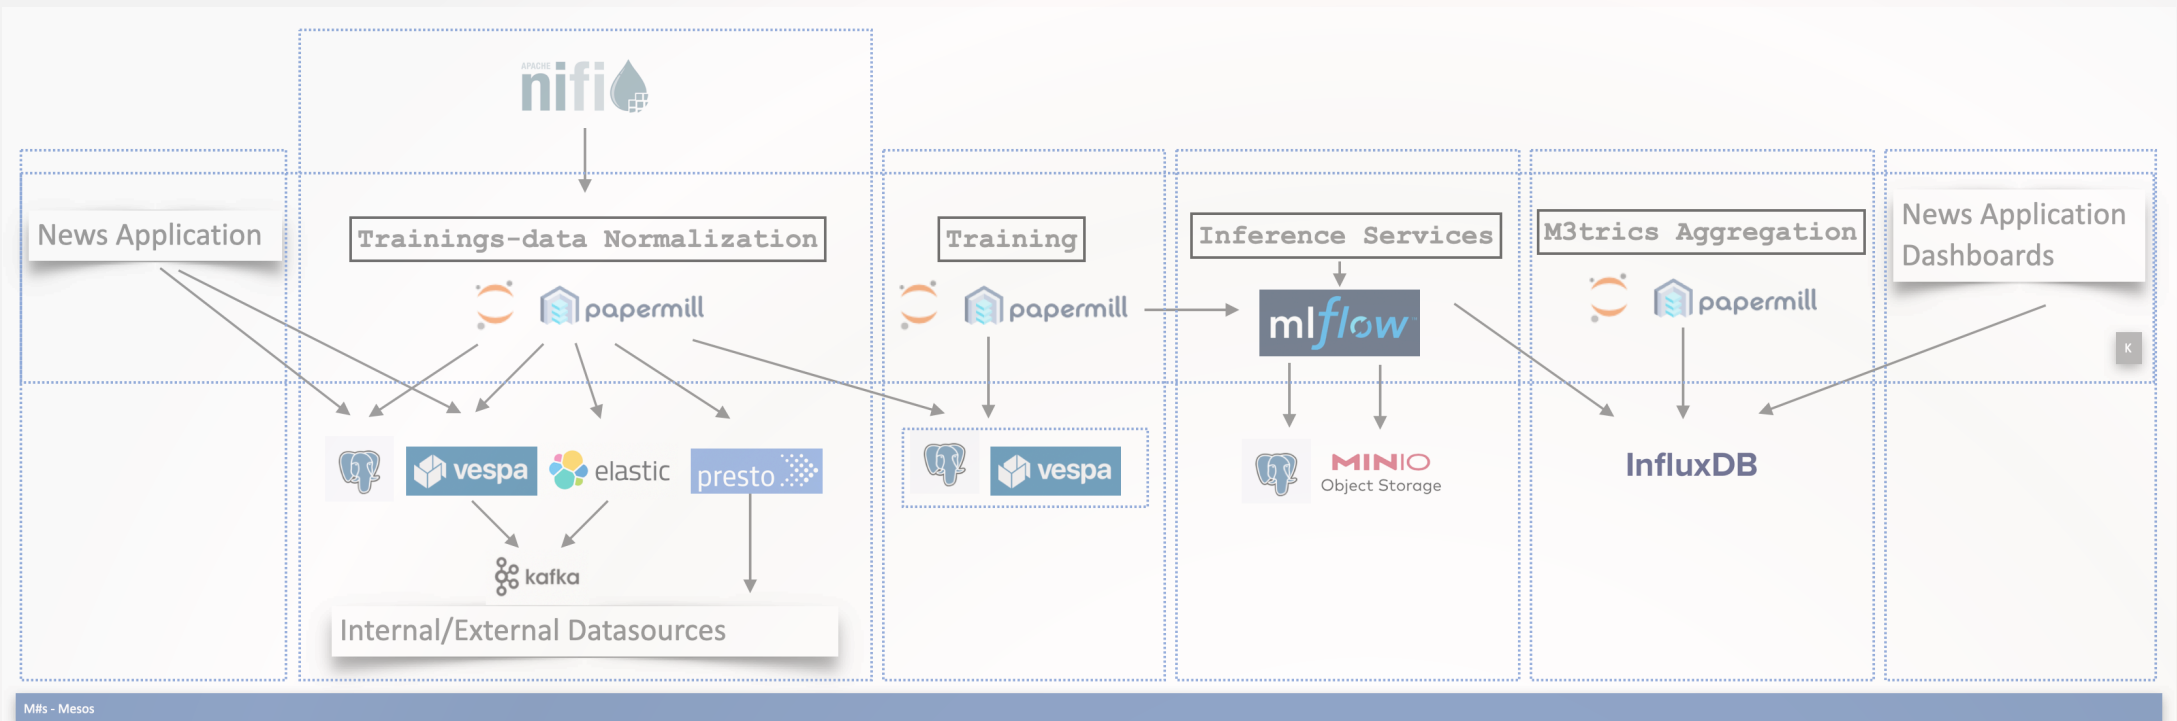 APACHE
nifi
News Application
Trainings-data Normalization
Training
Inference Services
M3trics Aggregation
News Application
Dashboards
papermill
papermill
mlflow
papermill
K
vespa
elastic
presto
vespa
MINIO
Object Storage
InfluxDB
kafka
Internal/External Datasources
M#s - Mesos